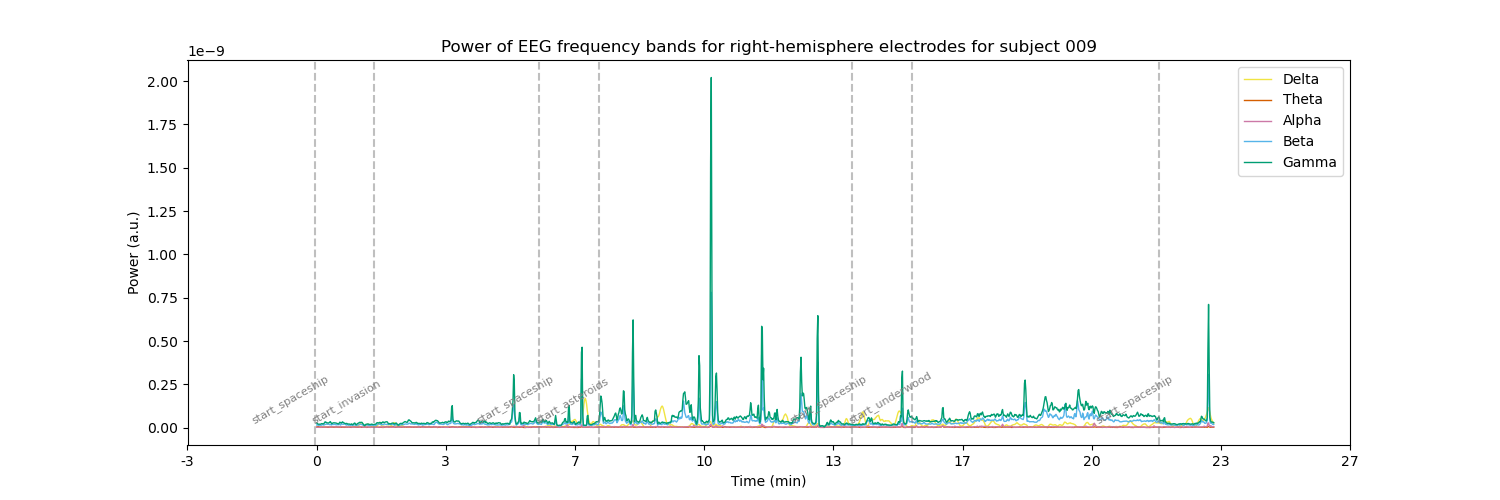 Power of EEG frequency bands for right-hemisphere electrodes for subject 009
1e−9
Power (a.u.)
2.00
1.75
1.50
1.25
1.00
0.75
0.50
0.25
0.00
Delta
Theta
Alpha
Beta
Gamma
start_spaceship
start_invasion
start_spaceship
start_asteroids
start_spaceship
start_underwood
start_spaceship
-3
0
3
7
10
13
17
20
23
27
Time (min)